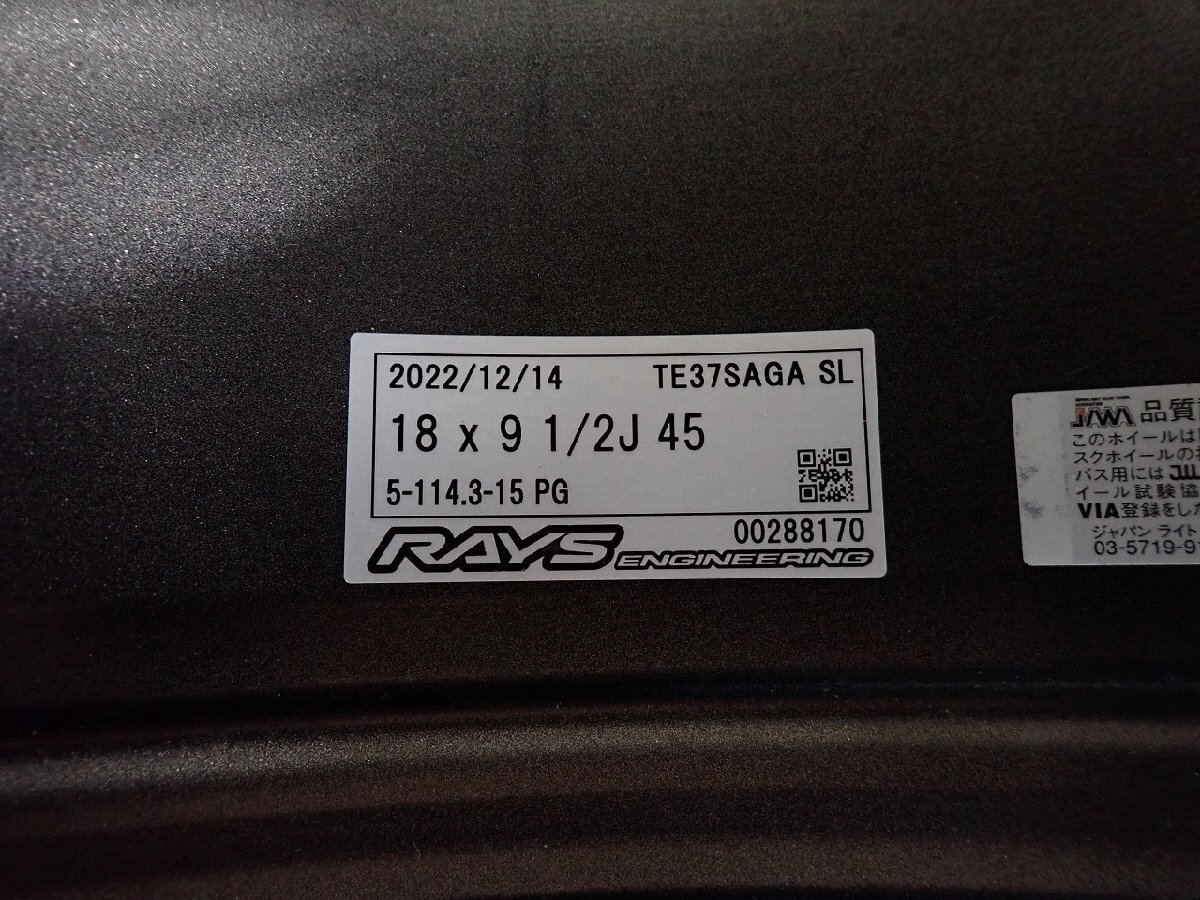 2022/12/14 TE37SAGA SL
18 x 9 1/2J 45
5-114.3-15 PG
00288170
RAYS ENGINEERING
JAWA 品質
このホイールは
スクホイールの
バス用には JWL
イール試験協
VIA登録をした
ジャパン ライト
03-5719-9